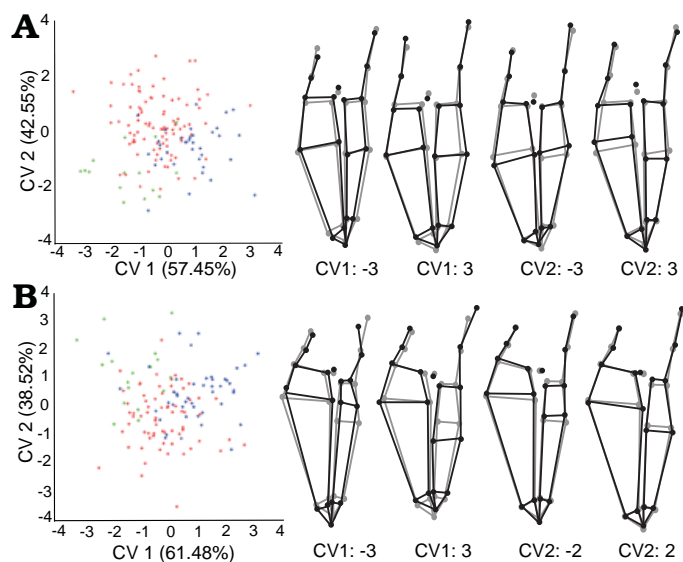 A
4
2
0
-2
-4
CV 2 (42.55%)
-4 -3 -2 -1 0 1 2 3 4
CV 1 (57.45%)
CV1: -3 CV1: 3 CV2: -3 CV2: 3
B
4
3
2
1
0
-1
-2
-3
-4
CV 2 (38.52%)
-4 -3 -2 -1 0 1 2 3 4
CV 1 (61.48%)
CV1: -3 CV1: 3 CV2: -2 CV2: 2